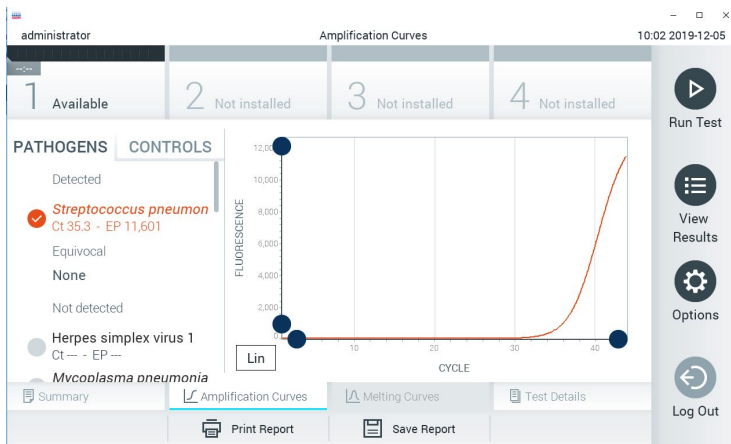 administrator
Amplification Curves
10:02 2019-12-05
--:--
1 Available
2 Not installed
3 Not installed
4 Not installed
Run Test
PATHOGENS CONTROLS
Detected
Streptococcus pneumon
Ct 35.3 - EP 11,601
Equivocal
None
Not detected
Herpes simplex virus 1
Ct --- - EP ---
Mycoplasma pneumonia
FLUORESCENCE
12,000
10,000
8,000
6,000
4,000
2,000
0
10 20 30 40
CYCLE
Lin
View
Results
Options
Log Out
Summary
Amplification Curves
Melting Curves
Test Details
Print Report
Save Report